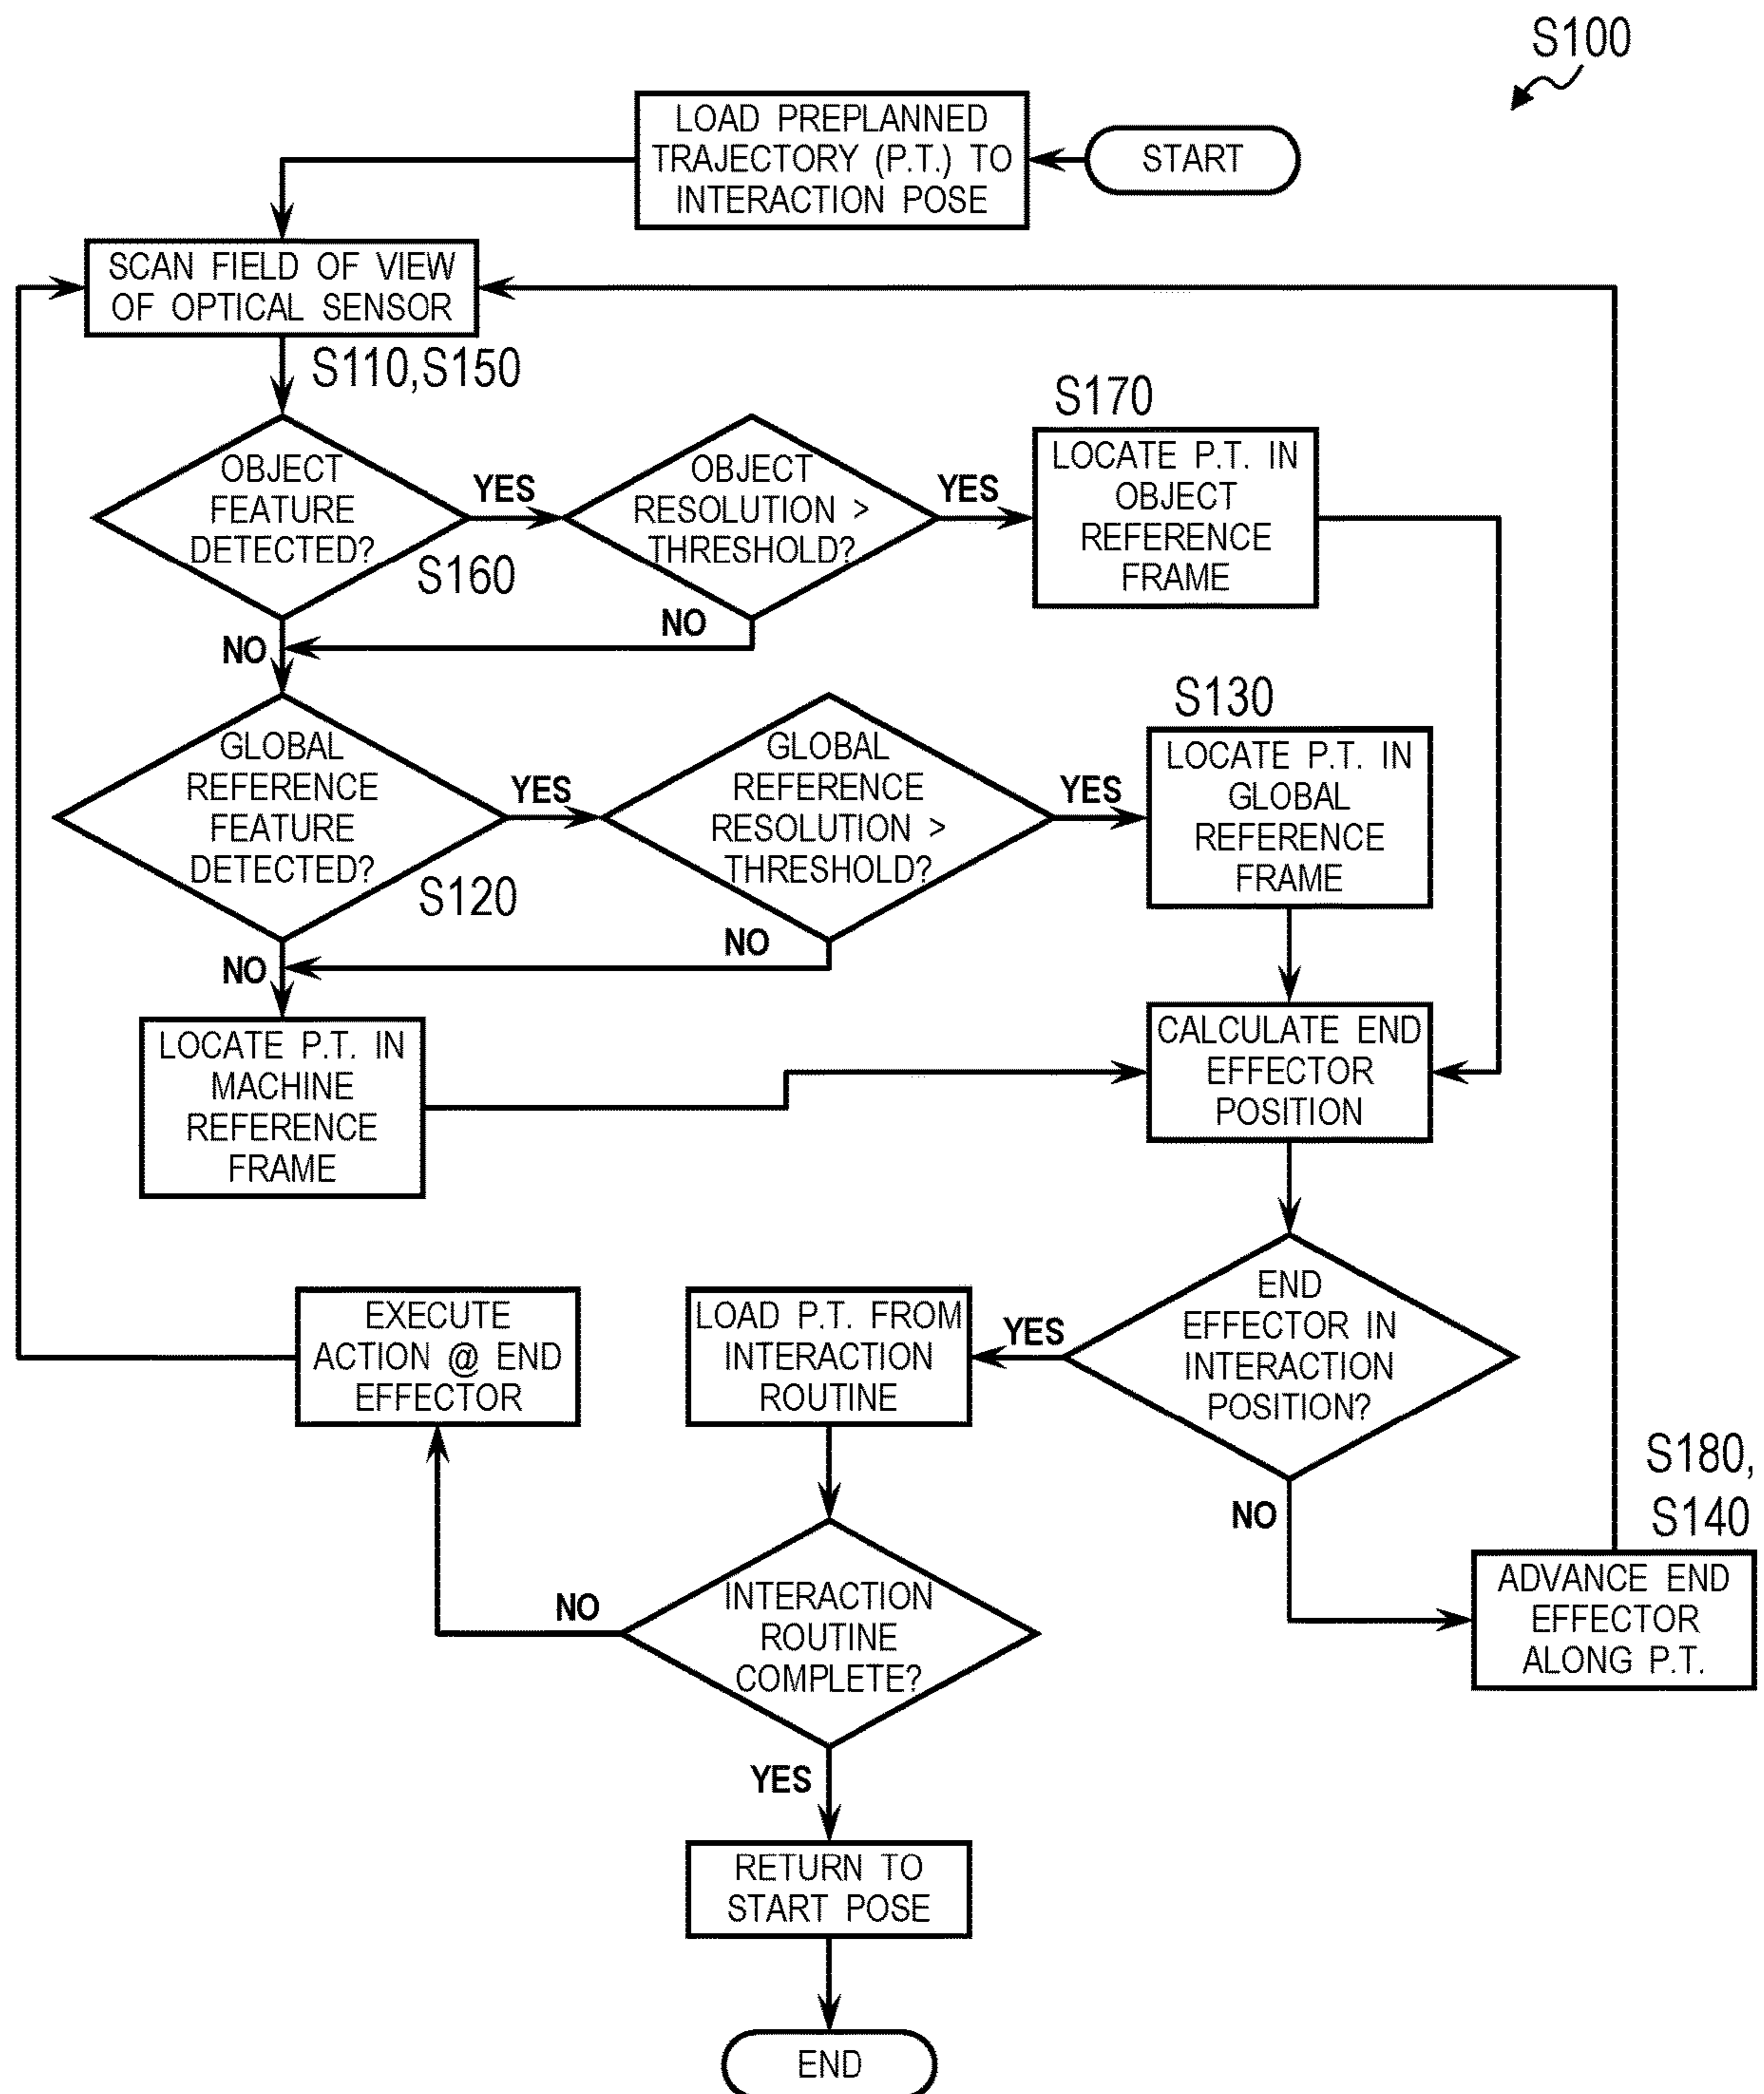 S100
LOAD PREPLANNED
TRAJECTORY (P.T.) TO
INTERACTION POSE
START
SCAN FIELD OF VIEW
OF OPTICAL SENSOR
S110,S150
OBJECT
FEATURE
DETECTED?
YES
S160
NO
OBJECT
RESOLUTION >
THRESHOLD?
YES
NO
S170
LOCATE P.T. IN
OBJECT
REFERENCE
FRAME
GLOBAL
REFERENCE
FEATURE
DETECTED?
YES
S120
NO
GLOBAL
REFERENCE
RESOLUTION >
THRESHOLD?
YES
NO
S130
LOCATE P.T. IN
GLOBAL
REFERENCE
FRAME
LOCATE P.T. IN
MACHINE
REFERENCE
FRAME
CALCULATE END
EFFECTOR
POSITION
END
EFFECTOR IN
INTERACTION
POSITION?
YES
NO
LOAD P.T. FROM
INTERACTION
ROUTINE
EXECUTE
ACTION @ END
EFFECTOR
S180,
S140
ADVANCE END
EFFECTOR
ALONG P.T.
INTERACTION
ROUTINE
COMPLETE?
NO
YES
RETURN TO
START POSE
END